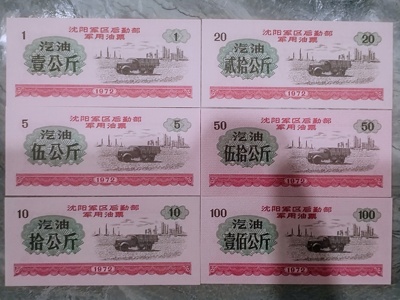 1 沈阳军区后勤部 1
军用油票
汽油
壹公斤
1972
20 沈阳军区后勤部 20
军用油票
汽油
贰拾公斤
1972
5 沈阳军区后勤部 5
军用油票
汽油
伍公斤
1972
50 沈阳军区后勤部 50
军用油票
汽油
伍拾公斤
1972
10 沈阳军区后勤部 10
军用油票
汽油
拾公斤
1972
100 沈阳军区后勤部 100
军用油票
汽油
壹佰公斤
1972